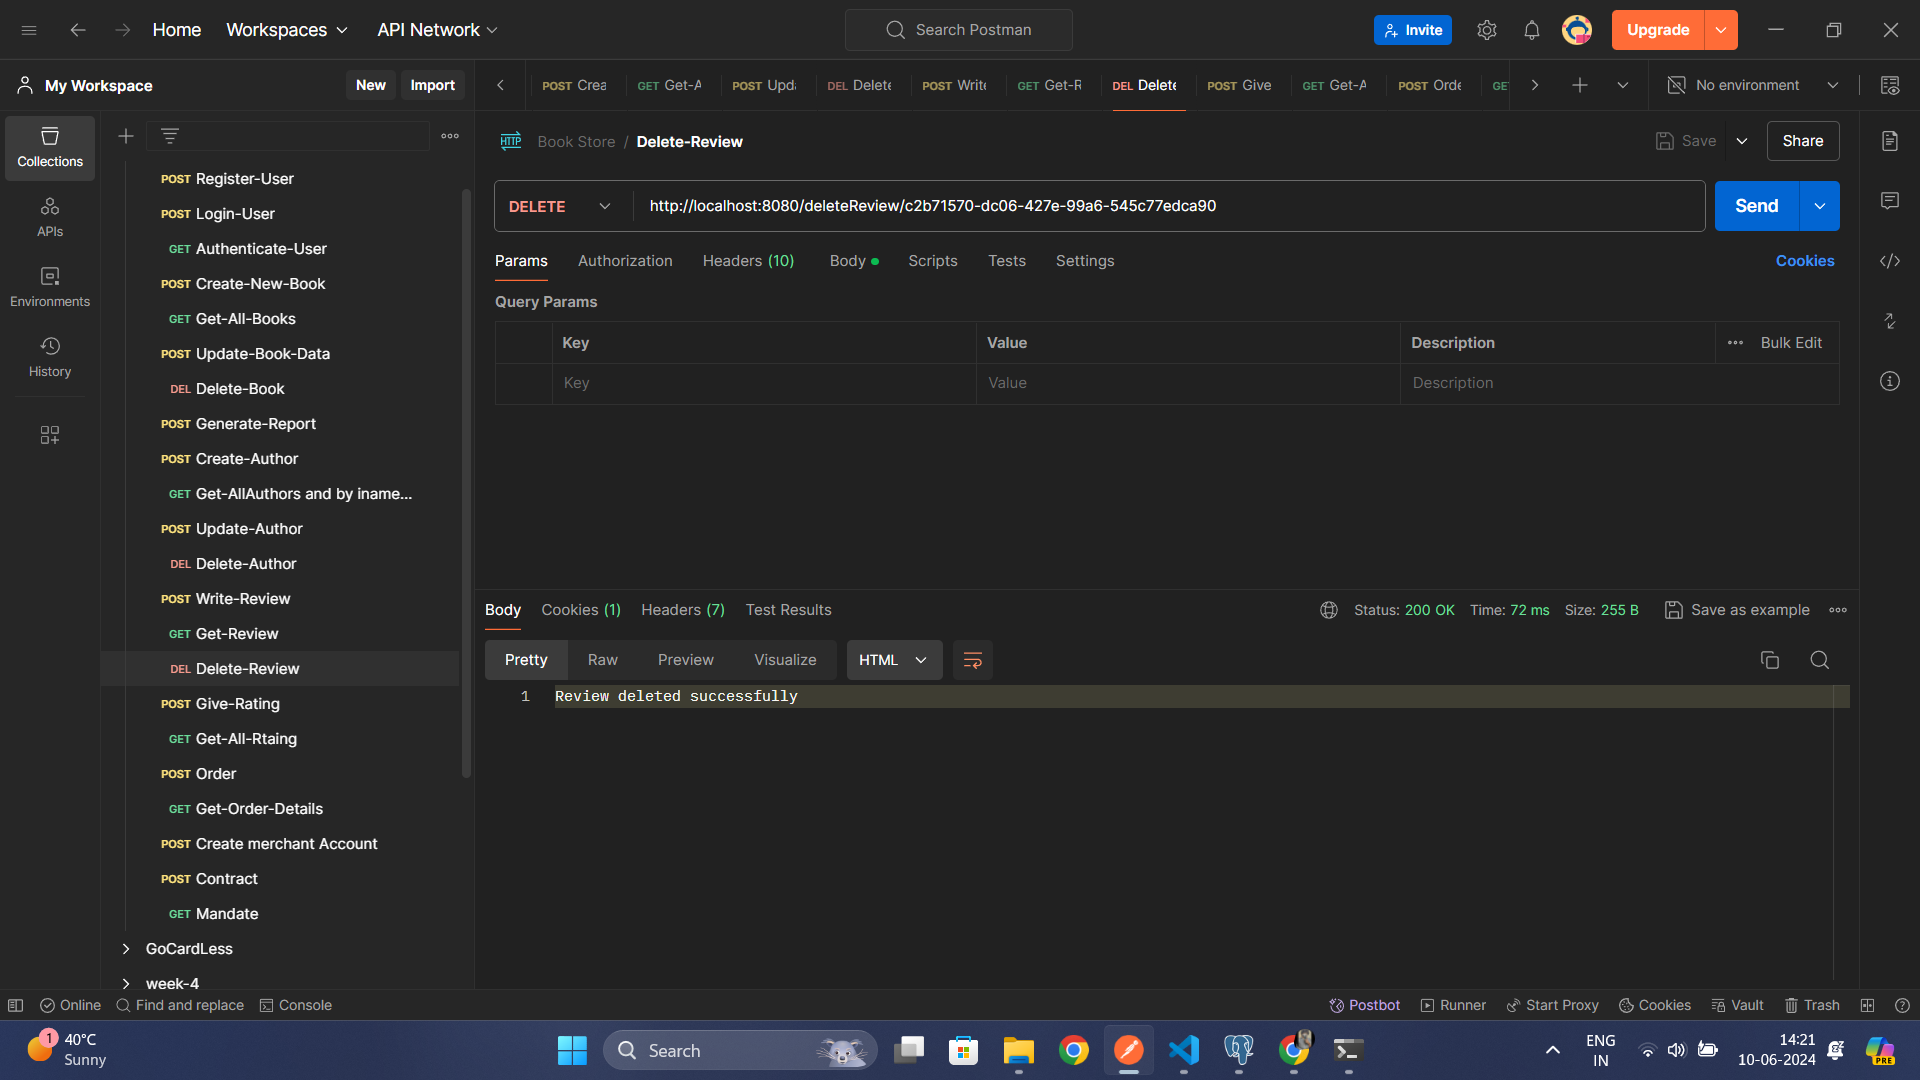 Home
Workspaces
API Network
Search Postman
Invite
Upgrade
My Workspace
New
Import
POST Crea
GET Get-A
POST Upda
DEL Delete
POST Write
GET Get-R
DEL Delete
POST Give
GET Get-A
POST Orde
GE
No environment
Collections
APIs
Environments
History
POST Register-User
POST Login-User
GET Authenticate-User
POST Create-New-Book
GET Get-All-Books
POST Update-Book-Data
DEL Delete-Book
POST Generate-Report
POST Create-Author
GET Get-AllAuthors and by iname...
POST Update-Author
DEL Delete-Author
POST Write-Review
GET Get-Review
DEL Delete-Review
POST Give-Rating
GET Get-All-Rtaing
POST Order
GET Get-Order-Details
POST Create merchant Account
POST Contract
GET Mandate
GoCardLess
week-4
HTTP Book Store / Delete-Review
Save
Share
DELETE
http://localhost:8080/deleteReview/c2b71570-dc06-427e-99a6-545c77edca90
Send
Params
Authorization
Headers (10)
Body
Scripts
Tests
Settings
Cookies
Query Params
Key
Value
Description
Bulk Edit
Key
Value
Description
Body
Cookies (1)
Headers (7)
Test Results
Status: 200 OK
Time: 72 ms
Size: 255 B
Save as example
Pretty
Raw
Preview
Visualize
HTML
1 Review deleted successfully
Online
Find and replace
Console
Postbot
Runner
Start Proxy
Cookies
Vault
Trash
1
40°C
Sunny
Search
ENG
IN
14:21
10-06-2024
PRE